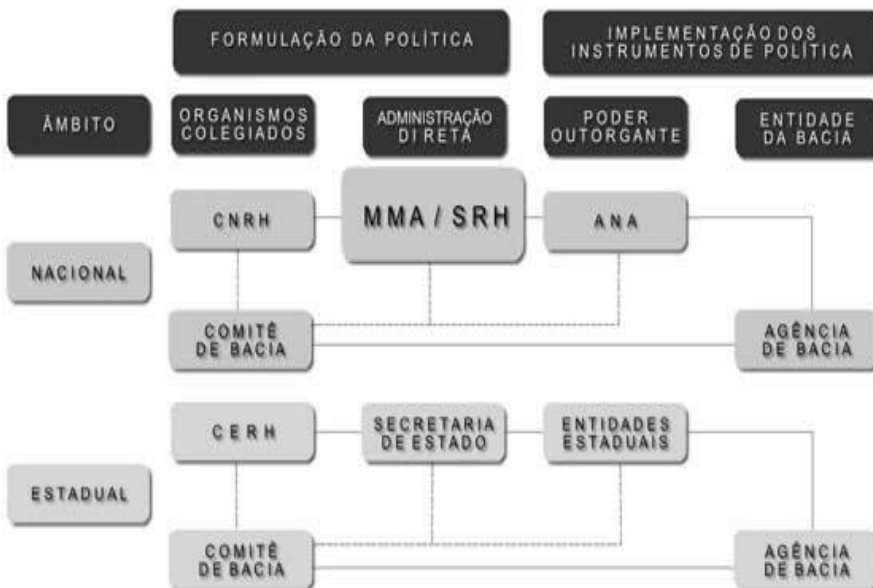 FORMULAÇÃO DA POLÍTICA
IMPLEMENTAÇÃO DOS
INSTRUMENTOS DE POLÍTICA
ÂMBITO
ORGANISMOS
COLEGIADOS
ADMINISTRAÇÃO
DIRETA
PODER
OUTORGANTE
ENTIDADE
DA BACIA
CNRH
MMA / SRH
ANA
NACIONAL
COMITÊ
DE BACIA
AGÊNCIA
DE BACIA
CERH
SECRETARIA
DE ESTADO
ENTIDADES
ESTADUAIS
ESTADUAL
COMITÊ
DE BACIA
AGÊNCIA
DE BACIA